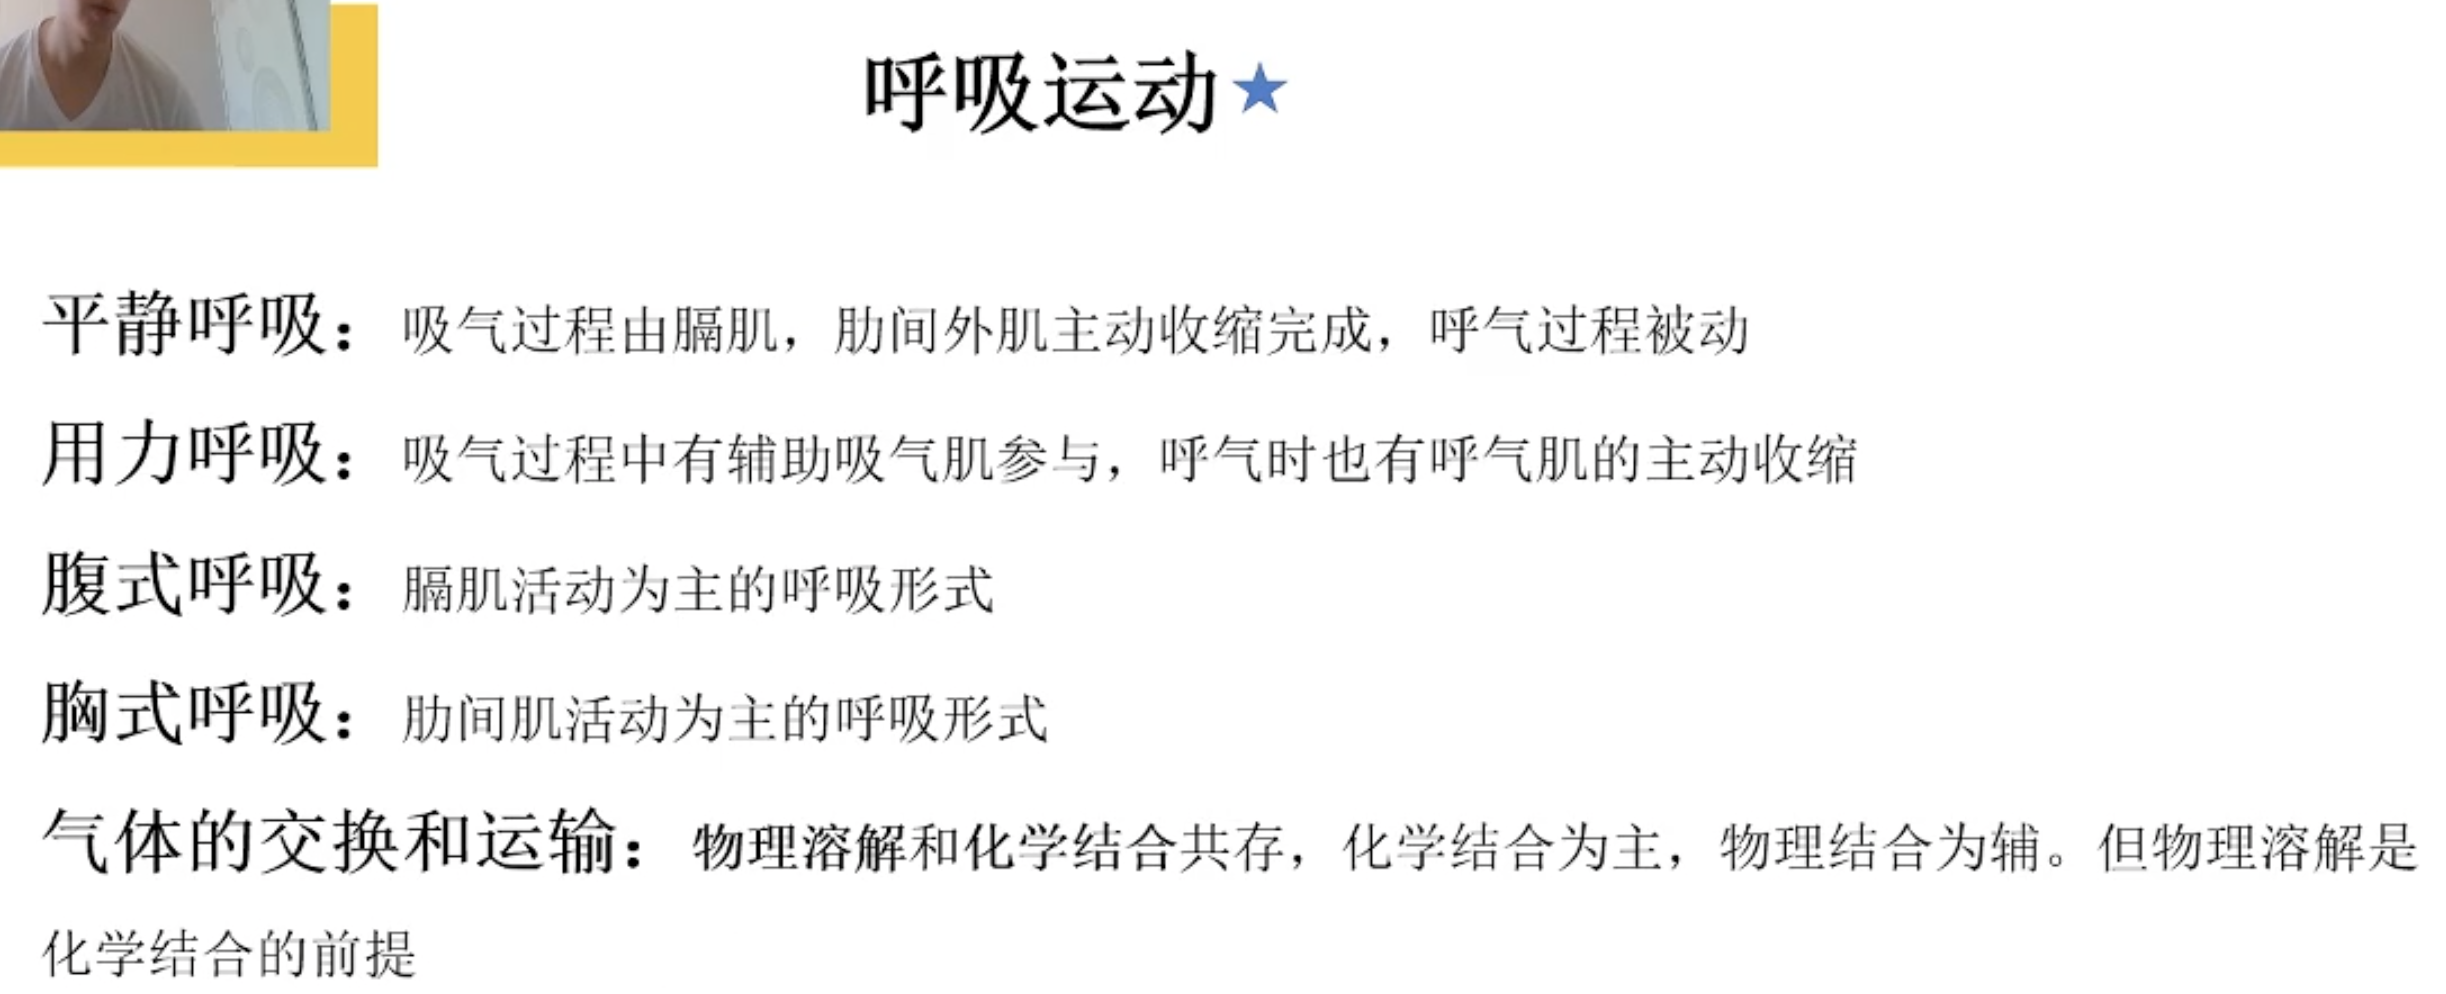 呼吸运动★
平静呼吸：吸气过程由膈肌，肋间外肌主动收缩完成，呼气过程被动
用力呼吸：吸气过程中有辅助吸气肌参与，呼气时也有呼气肌的主动收缩
腹式呼吸：膈肌活动为主的呼吸形式
胸式呼吸：肋间肌活动为主的呼吸形式
气体的交换和运输：物理溶解和化学结合共存，化学结合为主，物理结合为辅。但物理溶解是
化学结合的前提